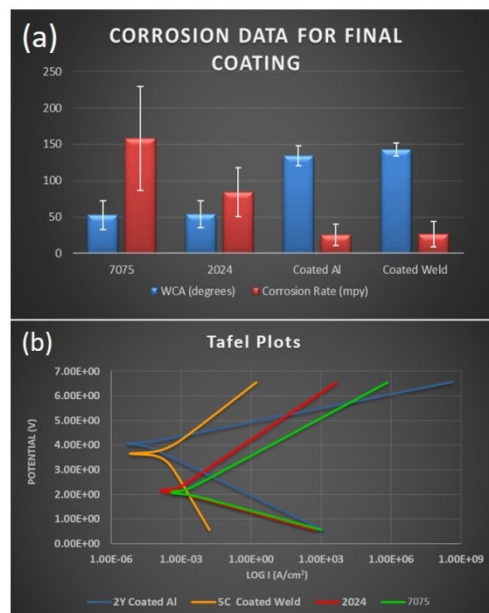 (a)
CORROSION DATA FOR FINAL
COATING
250
200
150
100
50
0
7075
2024
Coated Al
Coated Weld
WCA (degrees)
Corrosion Rate (mpy)
(b)
Tafel Plots
7.00E+00
6.00E+00
5.00E+00
4.00E+00
3.00E+00
2.00E+00
1.00E+00
0.00E+00
POTENTIAL (V)
1.00E-06
1.00E-03
1.00E+00
1.00E+03
1.00E+06
1.00E+09
LOG I (A/cm²)
2Y Coated Al
5C Coated Weld
2024
7075